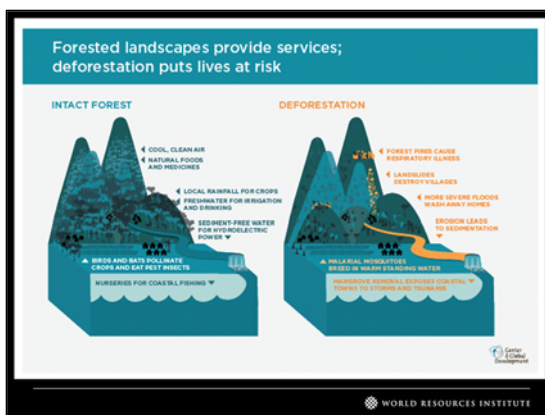 Forested landscapes provide services;
deforestation puts lives at risk
INTACT FOREST
COOL, CLEAN AIR
NATURAL FOODS
AND MEDICINES
LOCAL RAINFALL FOR CROPS
FRESHWATER FOR IRRIGATION
AND DRINKING
SEDIMENT-FREE WATER
FOR HYDROELECTRIC
POWER
BIRDS AND BATS POLLINATE
CROPS AND EAT PEST INSECTS
NURSERIES FOR COASTAL FISHING
DEFORESTATION
FOREST FIRES CAUSE
RESPIRATORY ILLNESS
LANDSLIDES
DESTROY VILLAGES
MORE SEVERE FLOODS
WASH AWAY HOMES
EROSION LEADS
TO SEDIMENTATION
MALARIAL MOSQUITOES
BREED IN WARM STANDING WATER
MANGROVE REMOVAL EXPOSES COASTAL
TOWNS TO STORMS AND TSUNAMIS
Center
for Global
Development
WORLD RESOURCES INSTITUTE